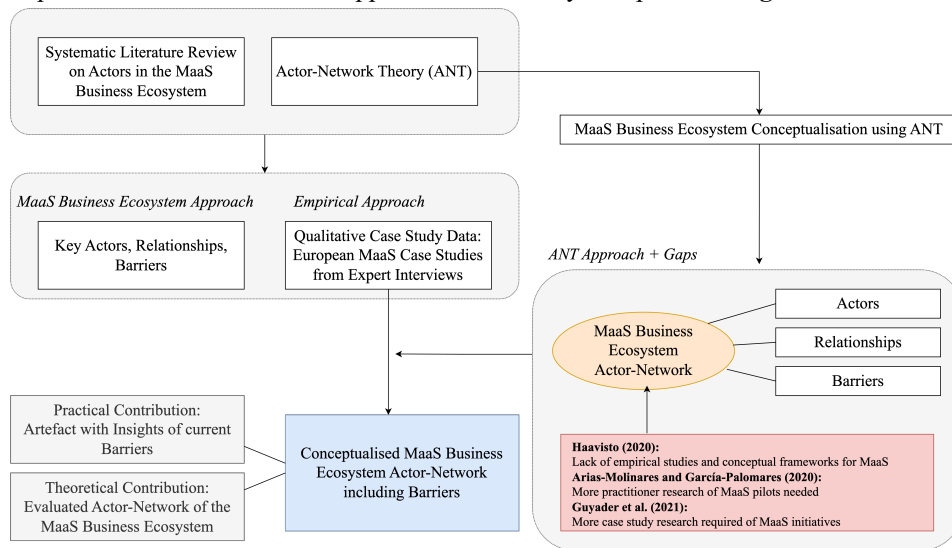 Systematic Literature Review
on Actors in the MaaS
Business Ecosystem
Actor-Network Theory (ANT)
MaaS Business Ecosystem Conceptualisation using ANT
MaaS Business Ecosystem Approach
Empirical Approach
Key Actors, Relationships,
Barriers
Qualitative Case Study Data:
European MaaS Case Studies
from Expert Interviews
ANT Approach + Gaps
MaaS Business
Ecosystem
Actor-Network
Actors
Relationships
Barriers
Haavisto (2020):
Lack of empirical studies and conceptual frameworks for MaaS
Arias-Molinares and García-Palomares (2020):
More practitioner research of MaaS pilots needed
Guyader et al. (2021):
More case study research required of MaaS initiatives
Practical Contribution:
Artefact with Insights of current
Barriers
Theoretical Contribution:
Evaluated Actor-Network of the
MaaS Business Ecosystem
Conceptualised MaaS Business
Ecosystem Actor-Network
including Barriers